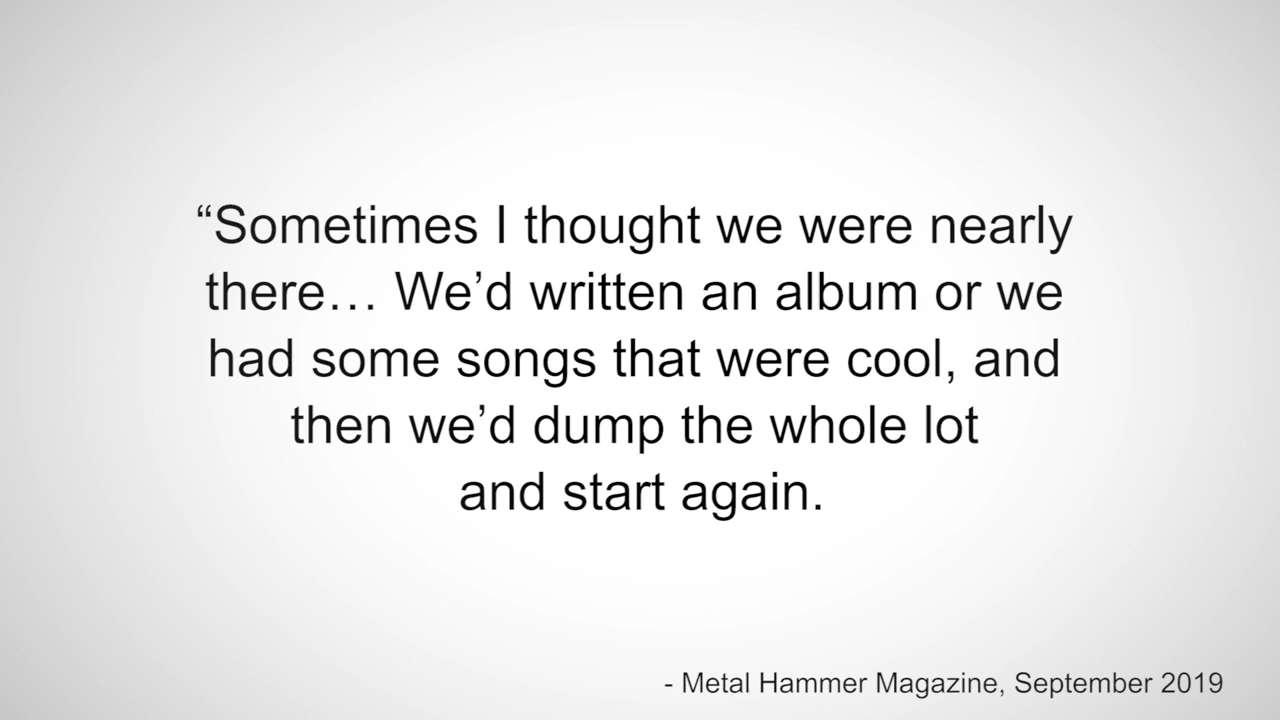 “Sometimes I thought we were nearly
there… We’d written an album or we
had some songs that were cool, and
then we’d dump the whole lot
and start again.
- Metal Hammer Magazine, September 2019